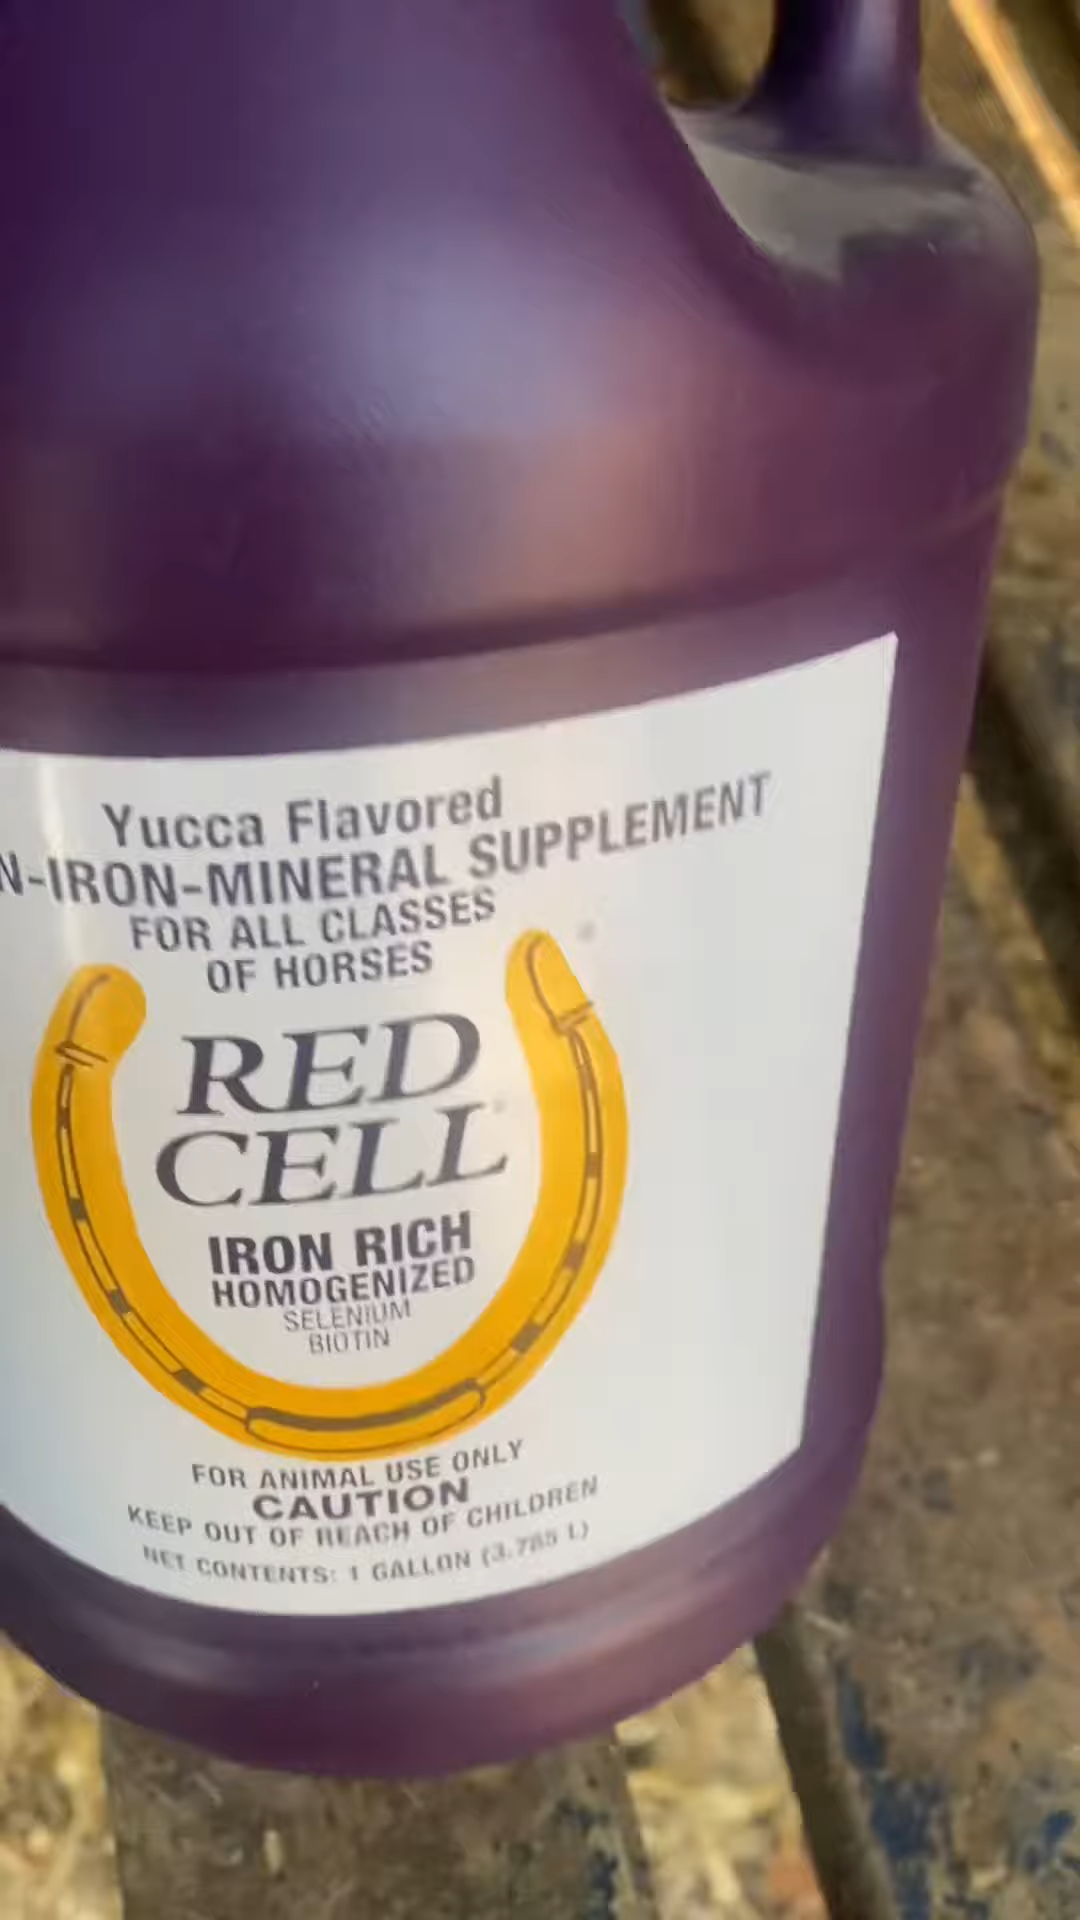 Yucca Flavored
N-IRON-MINERAL SUPPLEMENT
FOR ALL CLASSES
OF HORSES
RED
CELL
IRON RICH
HOMOGENIZED
SELENIUM
BIOTIN
FOR ANIMAL USE ONLY
CAUTION
KEEP OUT OF REACH OF CHILDREN
NET CONTENTS: 1 GALLON (3.785 L)